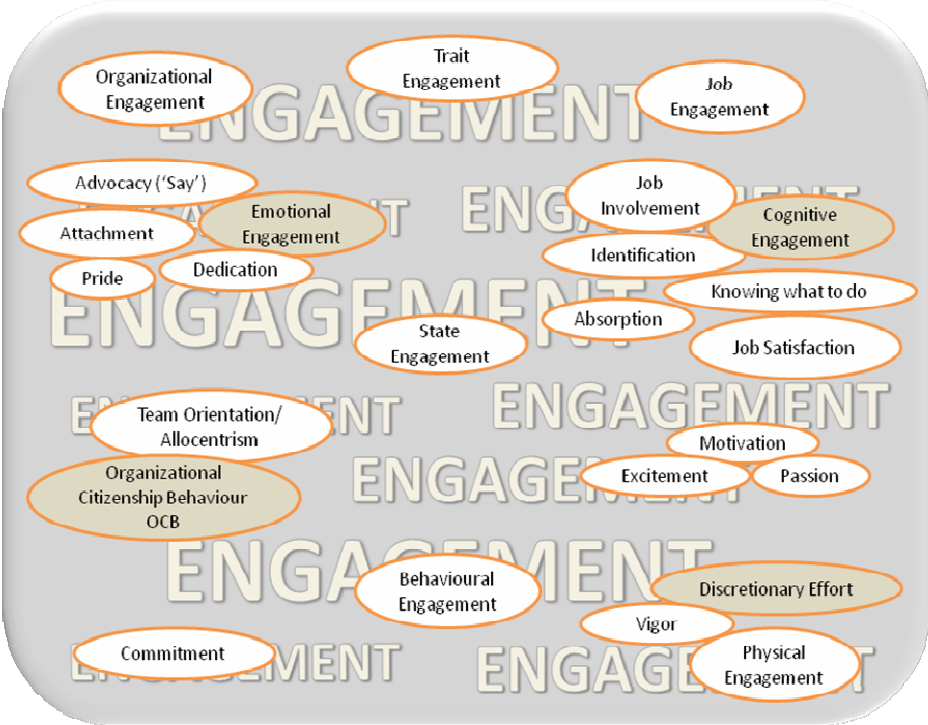 Organizational
Engagement
Trait
Engagement
Job
Engagement
ENGAGEMENT
Advocacy ('Say')
Emotional
Engagement
Attachment
Pride
Dedication
Job
Involvement
Cognitive
Engagement
Identification
Knowing what to do
Absorption
Job Satisfaction
ENGAGEMENT
State
Engagement
ENGAGEMENT
Team Orientation/
Allocentrism
Organizational
Citizenship Behaviour
OCB
Motivation
Excitement
Passion
ENGAGEMENT
ENGAGEMENT
Behavioural
Engagement
Discretionary Effort
Vigor
Physical
Engagement
Commitment
ENGAGEMENT
ENGAGEMENT